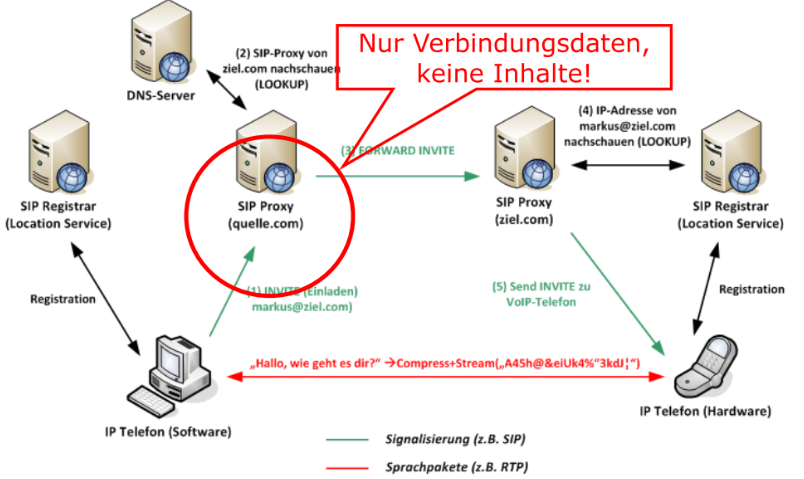 Nur Verbindungsdaten,
keine Inhalte!
(2) SIP-Proxy von
ziel.com nachschauen
(LOOKUP)
DNS-Server
(4) IP-Adresse von
markus@ziel.com
nachschauen (LOOKUP)
(3) FORWARD INVITE
SIP Registrar
(Location Service)
SIP Proxy
(quelle.com)
SIP Proxy
(ziel.com)
SIP Registrar
(Location Service)
Registration
(1) INVITE (Einladen)
markus@ziel.com)
(5) Send INVITE zu
VoIP-Telefon
Registration
„Hallo, wie geht es dir?“ →Compress+Stream(„A45h@&eiUk4%“3kdJ¦“)
IP Telefon (Software)
IP Telefon (Hardware)
Signalisierung (z.B. SIP)
Sprachpakete (z.B. RTP)